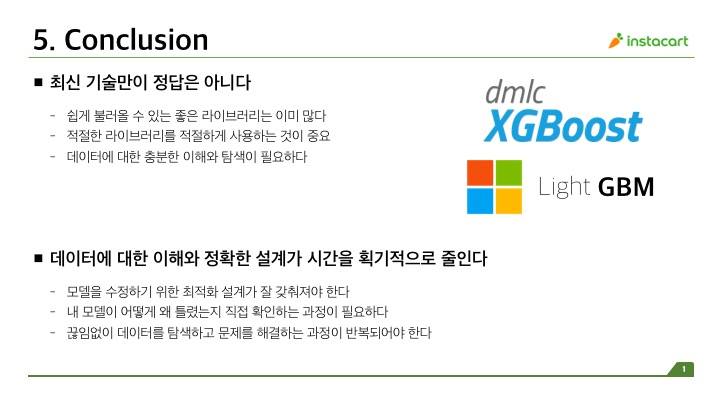 5. Conclusion
instacart
■ 최신 기술만이 정답은 아니다
- 쉽게 불러올 수 있는 좋은 라이브러리는 이미 많다
- 적절한 라이브러리를 적절하게 사용하는 것이 중요
- 데이터에 대한 충분한 이해와 탐색이 필요하다
dmlc
XGBoost
Light GBM
■ 데이터에 대한 이해와 정확한 설계가 시간을 획기적으로 줄인다
- 모델을 수정하기 위한 최적화 설계가 잘 갖춰져야 한다
- 내 모델이 어떻게 왜 틀렸는지 직접 확인하는 과정이 필요하다
- 끊임없이 데이터를 탐색하고 문제를 해결하는 과정이 반복되어야 한다
1